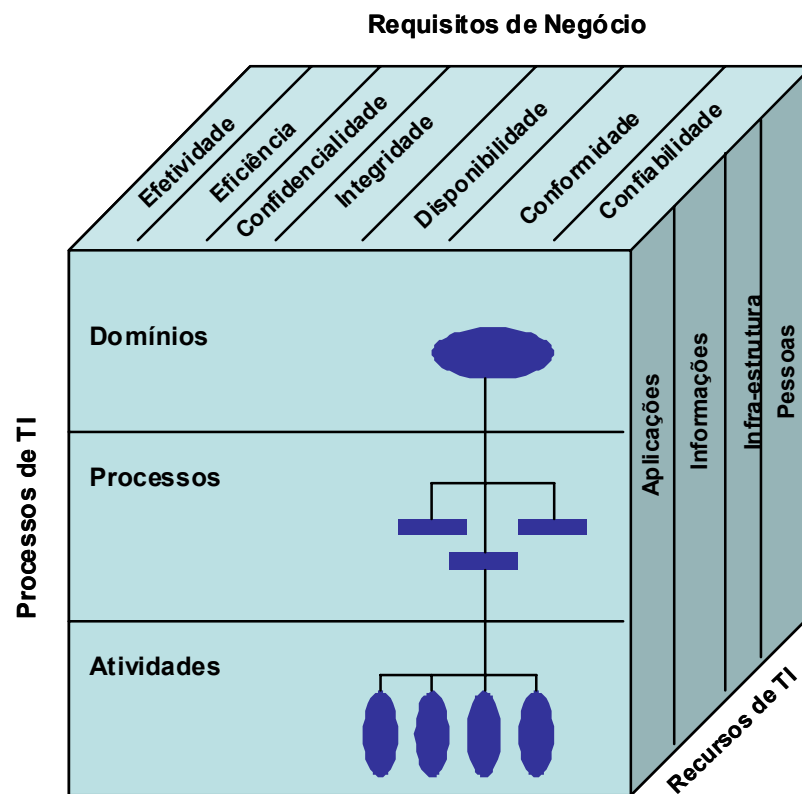 Requisitos de Negócio
Efetividade
Eficiência
Confidencialidade
Integridade
Disponibilidade
Conformidade
Confiabilidade
Processos de TI
Domínios
Processos
Atividades
Aplicações
Informações
Infra-estrutura
Pessoas
Recursos de TI